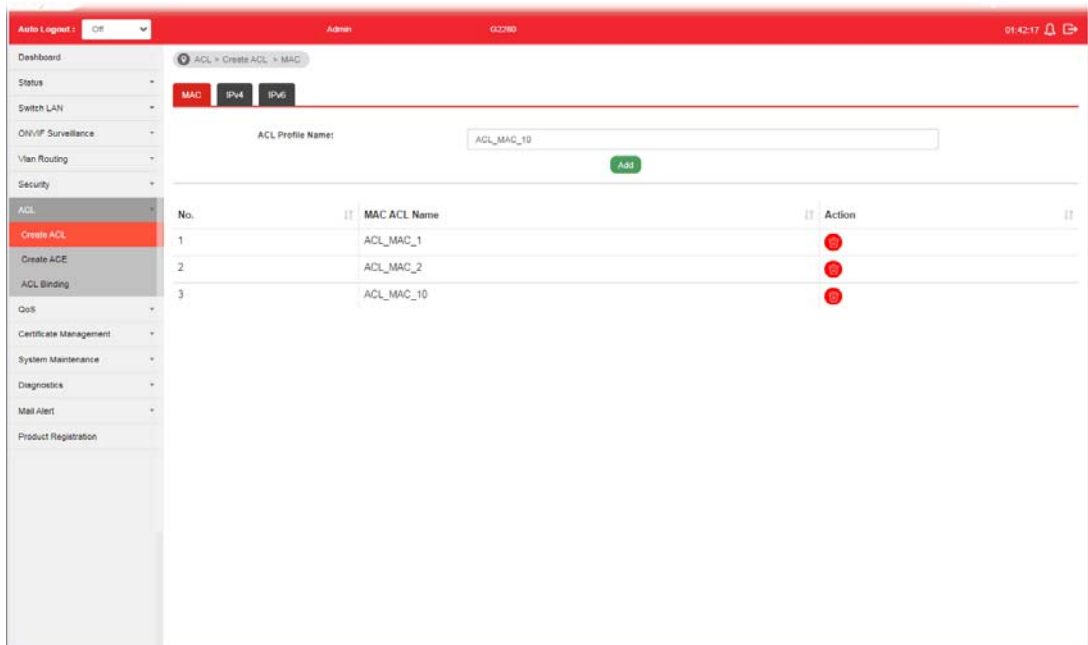 Auto Logout : Off Admin G2280 01:42:17
Dashboard
Status
Switch LAN
ONVIF Surveillance
Vlan Routing
Security
ACL
Create ACL
Create ACE
ACL Binding
QoS
Certificate Management
System Maintenance
Diagnostics
Mail Alert
Product Registration
ACL > Create ACL > MAC
MAC IPv4 IPv6
ACL Profile Name: ACL_MAC_10
Add
No. MAC ACL Name Action
1 ACL_MAC_1
2 ACL_MAC_2
3 ACL_MAC_10